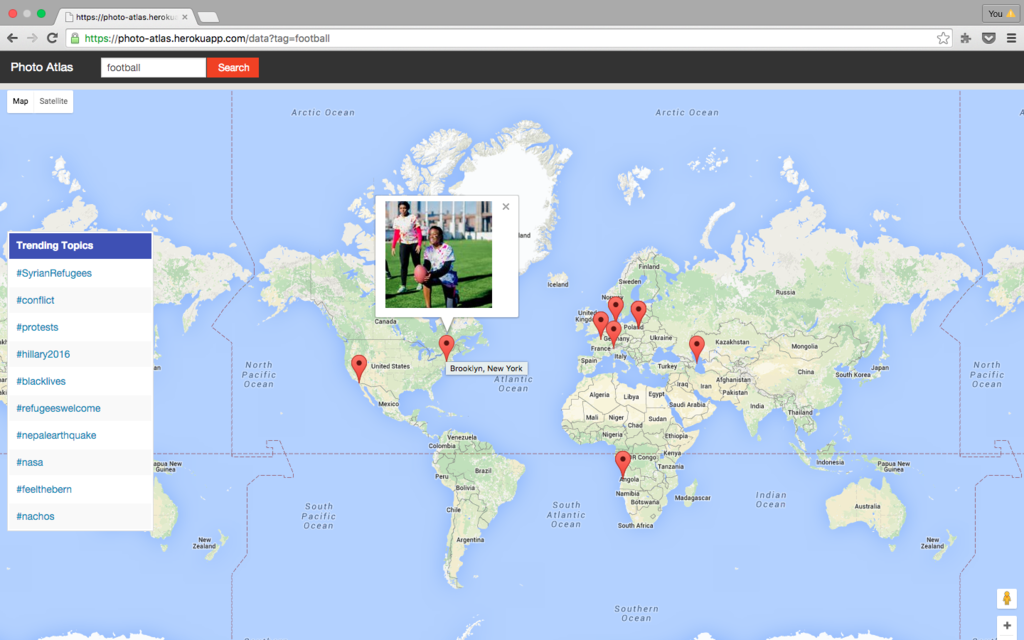 https://photo-atlas.heroku
You
https://photo-atlas.herokuapp.com/data?tag=football
Photo Atlas
football
Search
Map
Satellite
Arctic Ocean
Arctic Ocean
Trending Topics
#SyrianRefugees
#conflict
#protests
#hillary2016
#blacklives
#refugeeswelcome
#nepalearthquake
#nasa
#feelthebern
#nachos
land
Iceland
Finland
Sweden
Norway
Russia
United
Kingdom
Poland
Germany
Ukraine
Kazakhstan
France
Mongolia
Italy
Spain
Turkey
Canada
United States
Brooklyn, New York
North
Pacific
Ocean
Atlantic
Ocean
Mexico
China
Japan
South Korea
North
Pacific
Ocean
Afghanistan
Iraq
Iran
Pakistan
Algeria
Libya
Egypt
Saudi Arabia
India
Mali
Niger
Sudan
Chad
Thailand
Nigeria
Ethiopia
Venezuela
Colombia
DR Congo
Kenya
Tanzania
Indonesia
Papua New
Guinea
Papua New
Guinea
Peru
Brazil
Bolivia
Angola
Namibia
Botswana
Madagascar
Indian
Ocean
Chile
South
Pacific
Ocean
South
Atlantic
Ocean
South Africa
Australia
Argentina
New
Zealand
New
Zealand
Southern
Ocean
+